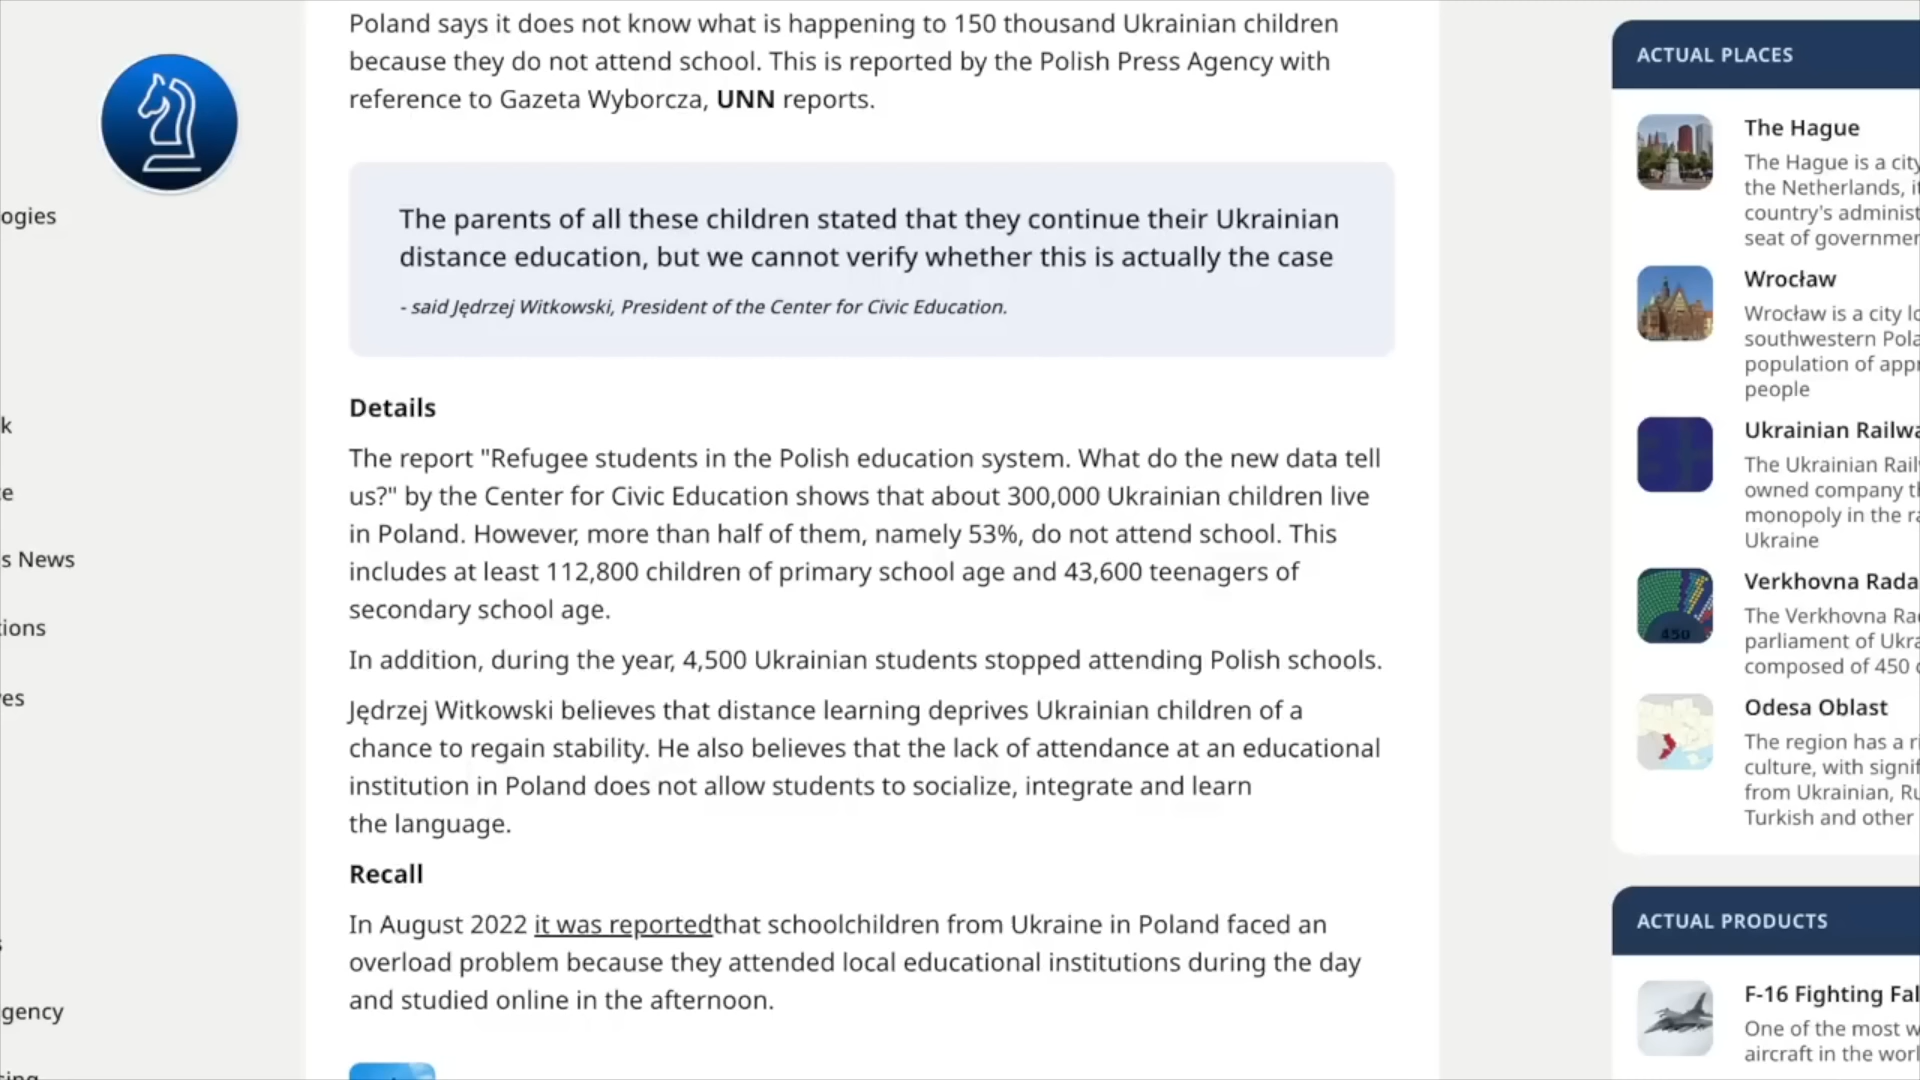 Poland says it does not know what is happening to 150 thousand Ukrainian children
because they do not attend school. This is reported by the Polish Press Agency with
reference to Gazeta Wyborcza, UNN reports.
The parents of all these children stated that they continue their Ukrainian
distance education, but we cannot verify whether this is actually the case
- said Jędrzej Witkowski, President of the Center for Civic Education.
Details
The report "Refugee students in the Polish education system. What do the new data tell
us?" by the Center for Civic Education shows that about 300,000 Ukrainian children live
in Poland. However, more than half of them, namely 53%, do not attend school. This
includes at least 112,800 children of primary school age and 43,600 teenagers of
secondary school age.
In addition, during the year, 4,500 Ukrainian students stopped attending Polish schools.
Jędrzej Witkowski believes that distance learning deprives Ukrainian children of a
chance to regain stability. He also believes that the lack of attendance at an educational
institution in Poland does not allow students to socialize, integrate and learn
the language.
Recall
In August 2022 it was reportedthat schoolchildren from Ukraine in Poland faced an
overload problem because they attended local educational institutions during the day
and studied online in the afternoon.
ogies
k
s News
ions
gency
ACTUAL PLACES
The Hague
The Hague is a city
the Netherlands, it
country's administ
seat of governmen
Wrocław
Wrocław is a city lo
southwestern Pola
population of appr
people
Ukrainian Railwa
The Ukrainian Rail
owned company th
monopoly in the ra
Ukraine
Verkhovna Rada
The Verkhovna Ra
parliament of Ukra
composed of 450 d
450
Odesa Oblast
The region has a ri
culture, with signif
from Ukrainian, Ru
Turkish and other
ACTUAL PRODUCTS
F-16 Fighting Fal
One of the most w
aircraft in the worl